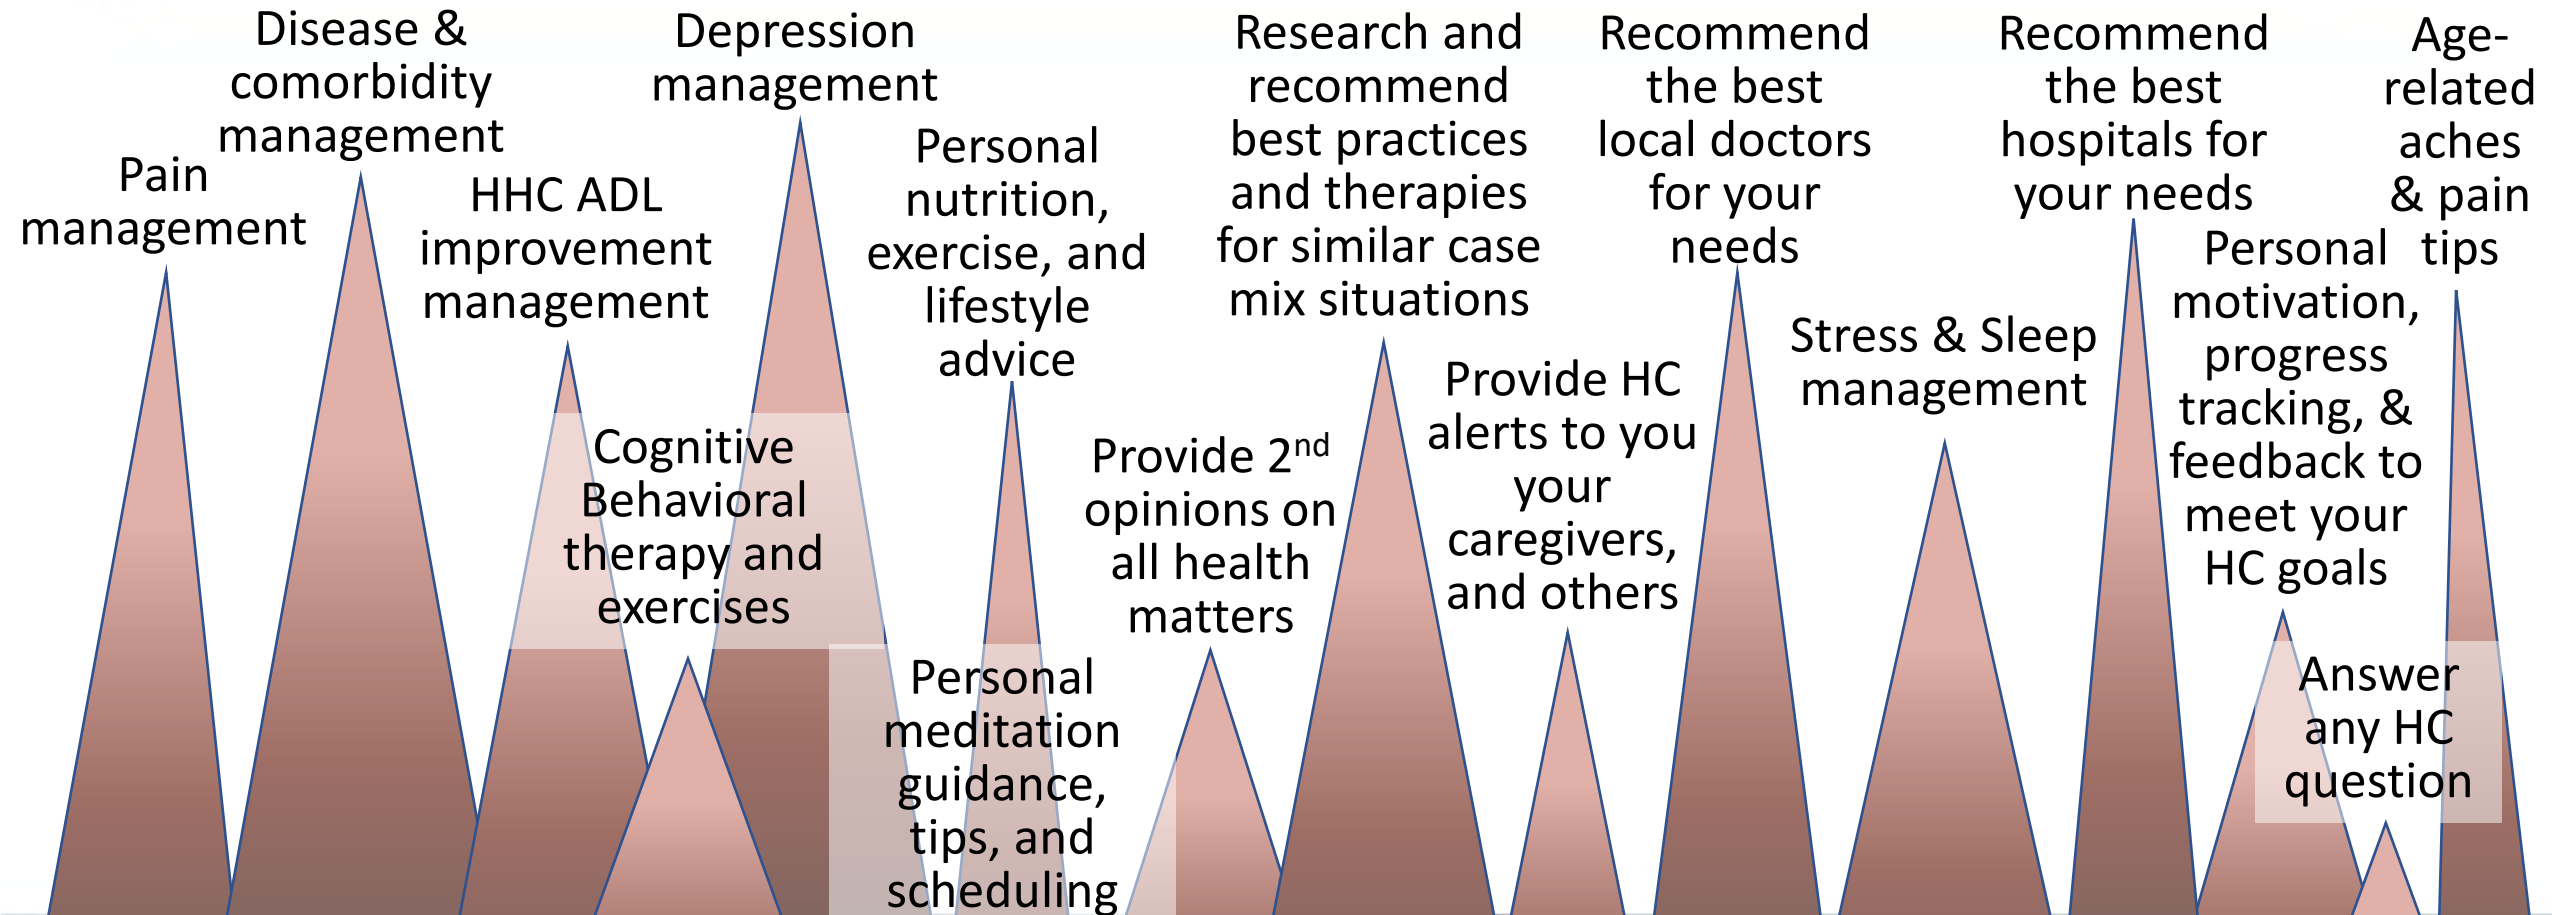 Pain
management
Disease &
comorbidity
management
HHC ADL
improvement
management
Cognitive
Behavioral
therapy and
exercises
Depression
management
Personal
nutrition,
exercise, and
lifestyle
advice
Personal
meditation
guidance,
tips, and
scheduling
Provide 2nd
opinions on
all health
matters
Research and
recommend
best practices
and therapies
for similar case
mix situations
Provide HC
alerts to you
your
caregivers,
and others
Recommend
the best
local doctors
for your
needs
Stress & Sleep
management
Recommend
the best
hospitals for
your needs
Personal
motivation,
progress
tracking, &
feedback to
meet your
HC goals
Answer
any HC
question
Age-
related
aches
& pain
tips